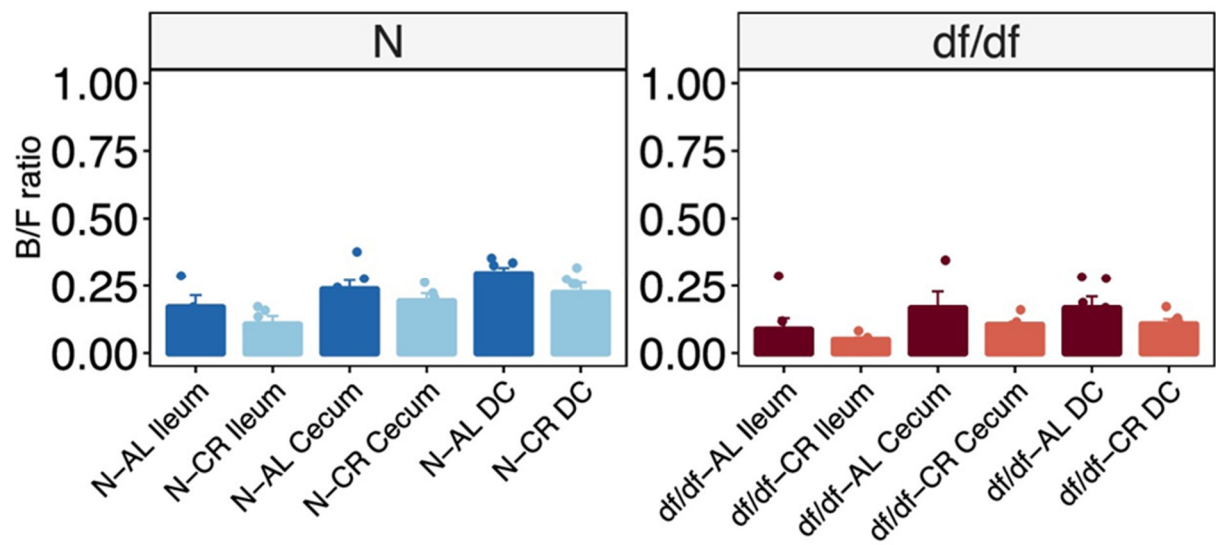 N
df/df
B/F ratio
1.00
0.75
0.50
0.25
0.00
1.00
0.75
0.50
0.25
0.00
N–AL Ileum
N–CR Ileum
N–AL Cecum
N–CR Cecum
N–AL DC
N–CR DC
df/df–AL Ileum
df/df–CR Ileum
df/df–AL Cecum
df/df–CR Cecum
df/df–AL DC
df/df–CR DC